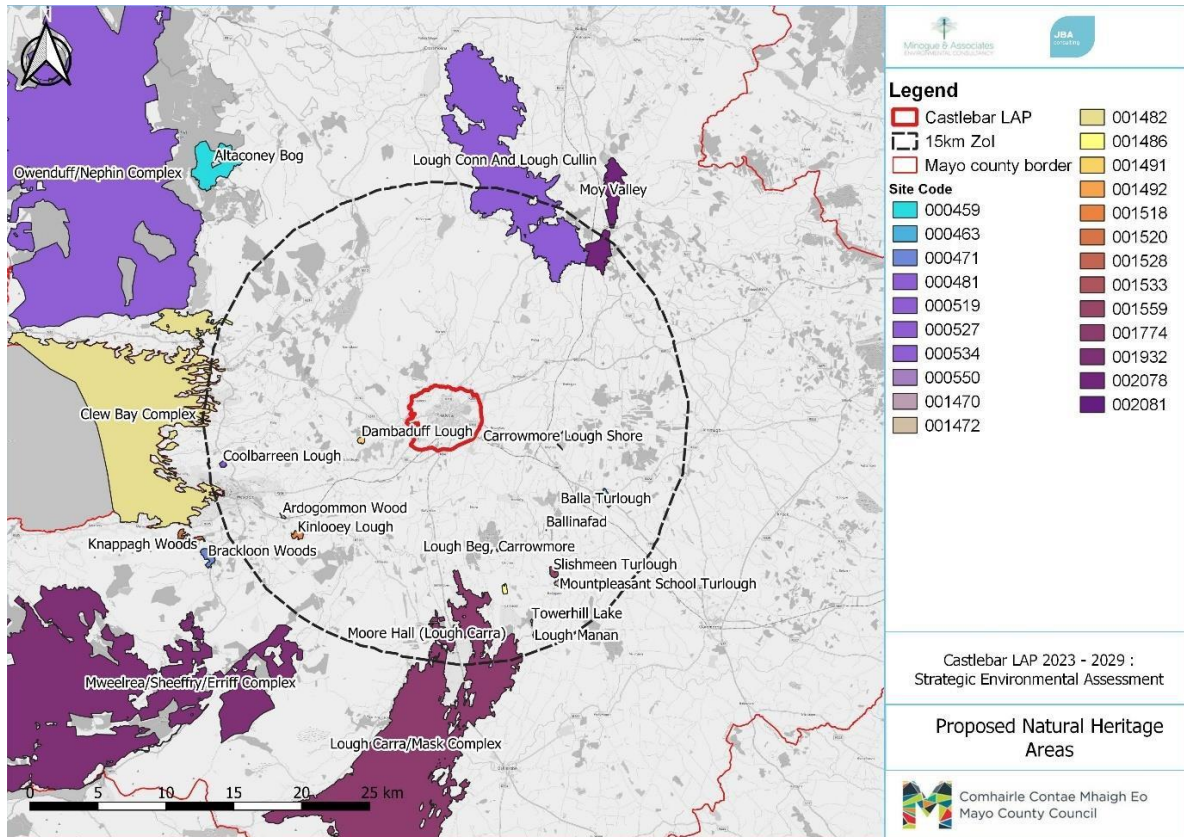 Altaconey Bog
Owenduff/Nephin Complex
Lough Conn And Lough Cullin
Moy Valley
Clew Bay Complex
Dambaduff Lough
Carrowmore Lough Shore
Coolbarreen Lough
Balla Turlough
Ardogommon Wood
Kinlooey Lough
Ballinafad
Knappagh Woods
Brackloon Woods
Lough Beg, Carrowmore
Slishmeen Turlough
Mountpleasant School Turlough
Towerhill Lake
Moore Hall (Lough Carra)
Lough Manan
Mweelrea/Sheeffry/Erriff Complex
Lough Carra/Mask Complex
0 5 10 15 20 25 km
Minogue & Associates
ENVIRONMENTAL CONSULTANCY
JBA
consulting
Legend
Castlebar LAP
15km ZoI
Mayo county border
Site Code
000459
000463
000471
000481
000519
000527
000534
000550
001470
001472
001482
001486
001491
001492
001518
001520
001528
001533
001559
001774
001932
002078
002081
Castlebar LAP 2023 - 2029 :
Strategic Environmental Assessment
Proposed Natural Heritage
Areas
Comhairle Contae Mhaigh Eo
Mayo County Council